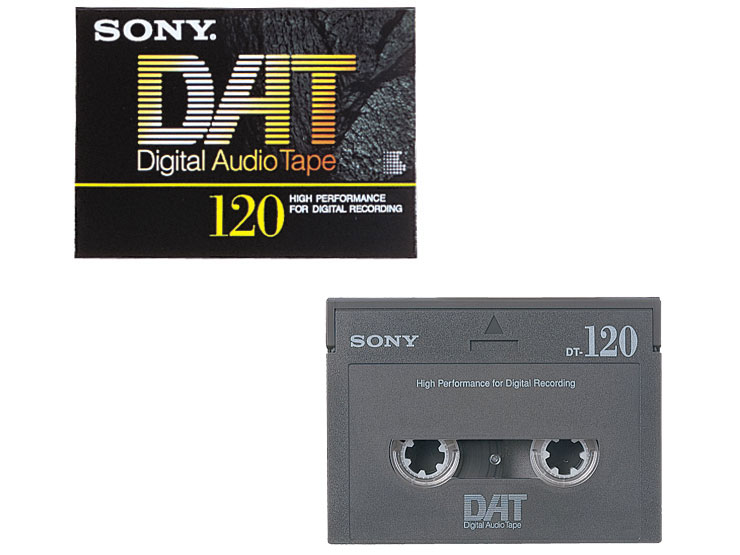 SONY.
DAT
Digital Audio Tape
120
HIGH PERFORMANCE
FOR DIGITAL RECORDING
SONY
DT-120
High Performance for Digital Recording
DAT
Digital Audio Tape